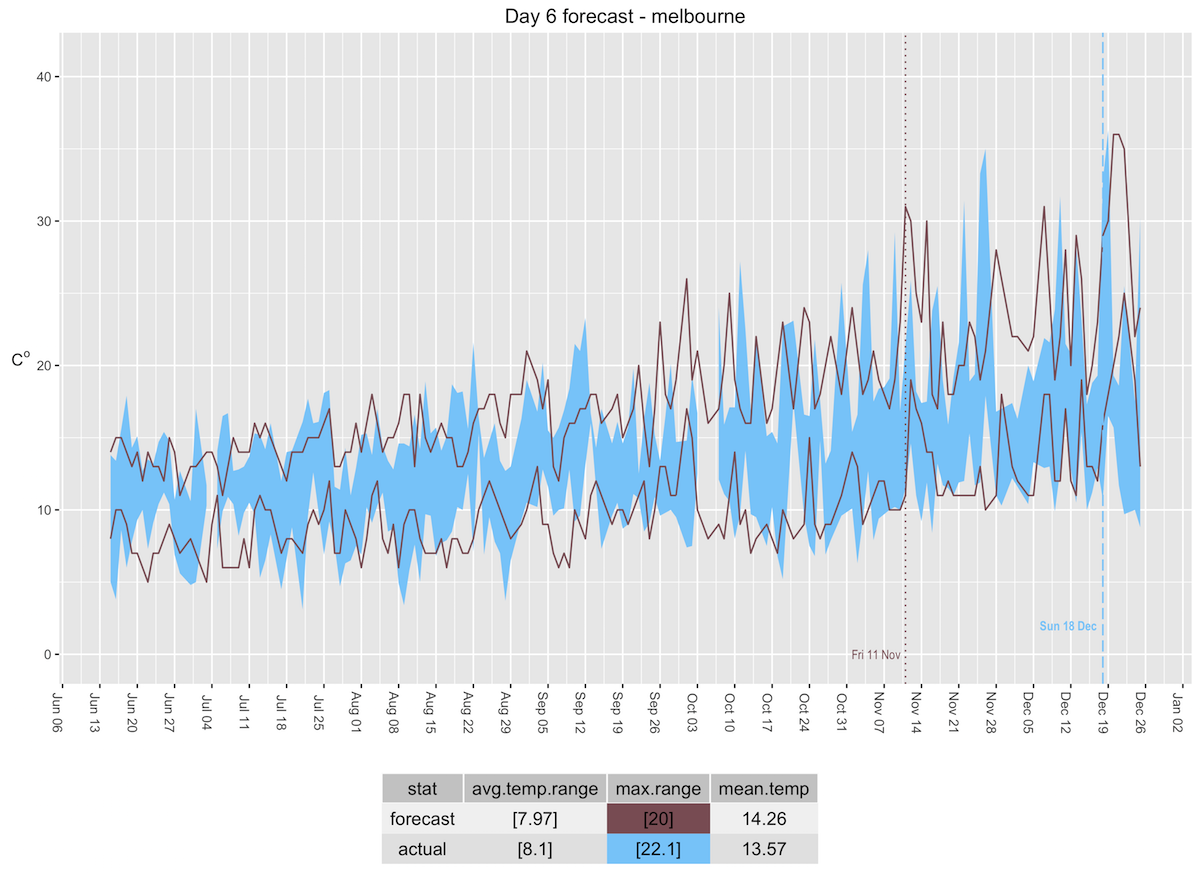 Day 6 forecast - melbourne
40
30
C° 20
10
0
Sun 18 Dec
Fri 11 Nov
Jun 06
Jun 13
Jun 20
Jun 27
Jul 04
Jul 11
Jul 18
Jul 25
Aug 01
Aug 08
Aug 15
Aug 22
Aug 29
Sep 05
Sep 12
Sep 19
Sep 26
Oct 03
Oct 10
Oct 17
Oct 24
Oct 31
Nov 07
Nov 14
Nov 21
Nov 28
Dec 05
Dec 12
Dec 19
Dec 26
Jan 02
stat avg.temp.range max.range mean.temp
forecast [7.97] [20] 14.26
actual [8.1] [22.1] 13.57